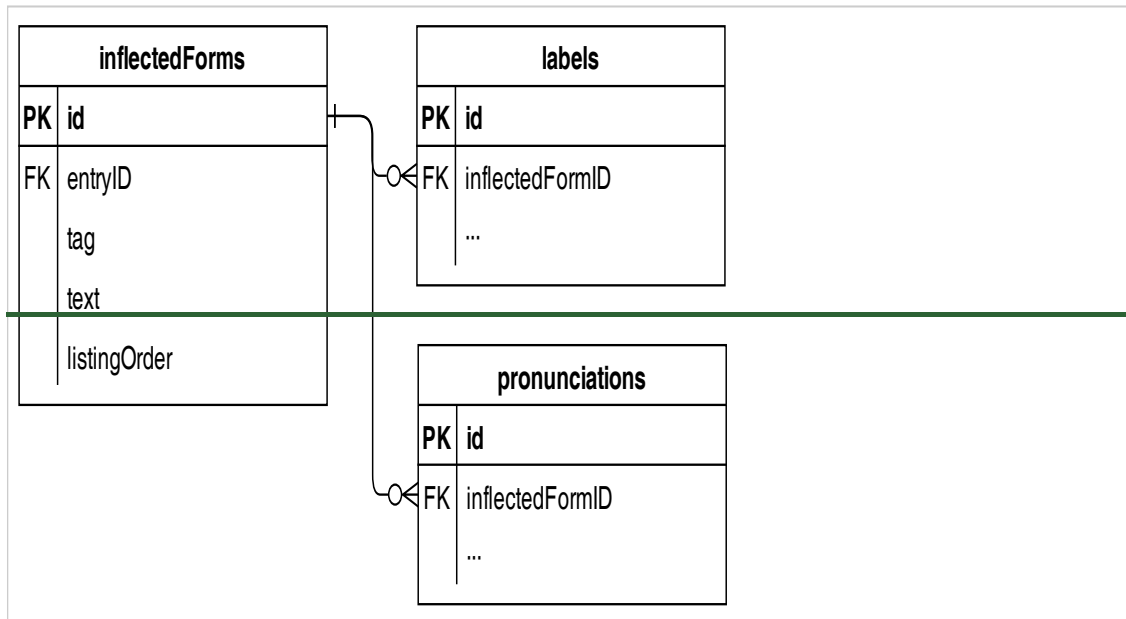 inflectedForms
PK id
FK entryID
tag
text
listingOrder
labels
PK id
FK inflectedFormID
...
pronunciations
PK id
FK inflectedFormID
...